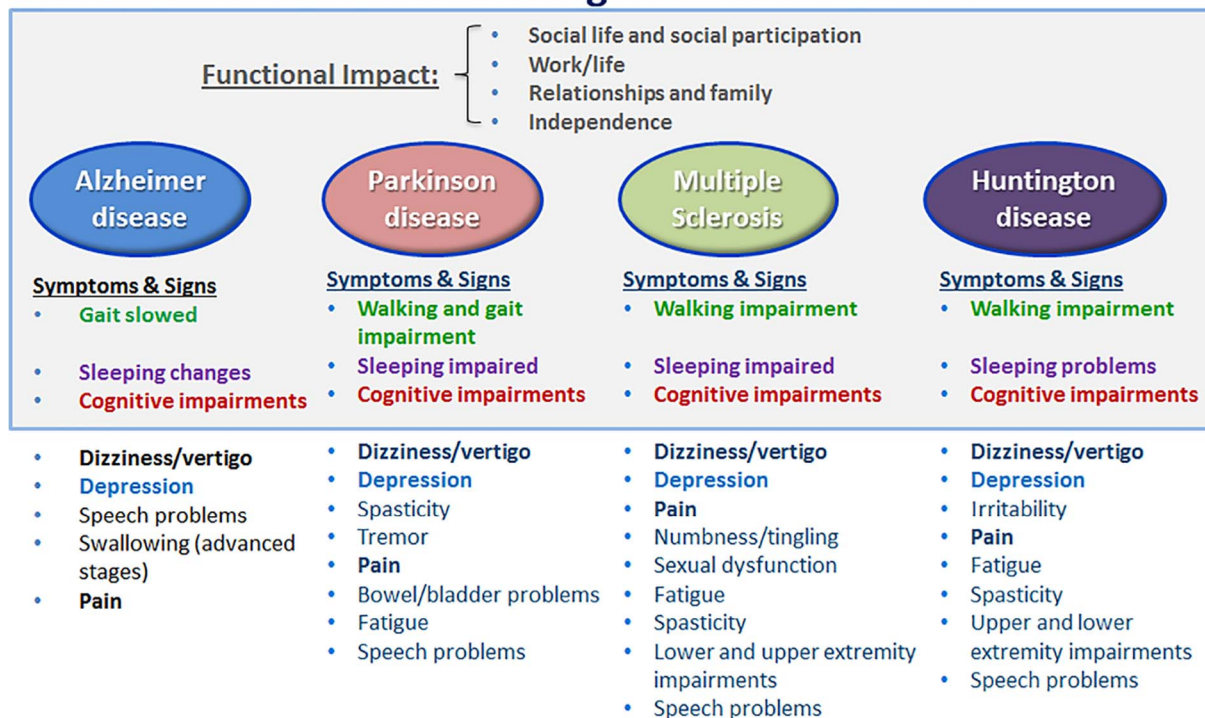 Functional Impact:
• Social life and social participation
• Work/life
• Relationships and family
• Independence
Alzheimer
disease
Symptoms & Signs
• Gait slowed
• Sleeping changes
• Cognitive impairments
• Dizziness/vertigo
• Depression
• Speech problems
• Swallowing (advanced
stages)
• Pain
Parkinson
disease
Symptoms & Signs
• Walking and gait
impairment
• Sleeping impaired
• Cognitive impairments
• Dizziness/vertigo
• Depression
• Spasticity
• Tremor
• Pain
• Bowel/bladder problems
• Fatigue
• Speech problems
Multiple
Sclerosis
Symptoms & Signs
• Walking impairment
• Sleeping impaired
• Cognitive impairments
• Dizziness/vertigo
• Depression
• Pain
• Numbness/tingling
• Sexual dysfunction
• Fatigue
• Spasticity
• Lower and upper extremity
impairments
• Speech problems
Huntington
disease
Symptoms & Signs
• Walking impairment
• Sleeping problems
• Cognitive impairments
• Dizziness/vertigo
• Depression
• Irritability
• Pain
• Fatigue
• Spasticity
• Upper and lower
extremity impairments
• Speech problems